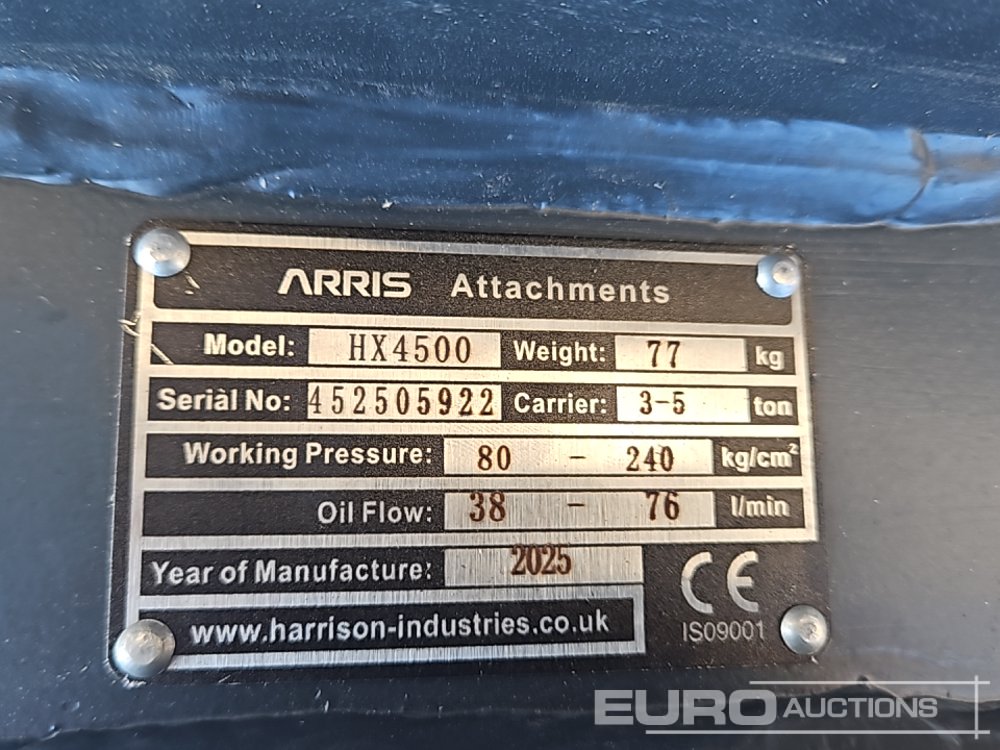 ARRIS Attachments
Model: HX4500 Weight: 77 kg
Serial No: 452505922 Carrier: 3-5 ton
Working Pressure: 80 - 240 kg/cm²
Oil Flow: 38 - 76 l/min
Year of Manufacture: 2025
CE
www.harrison-industries.co.uk
ISO9001
EURO AUCTIONS